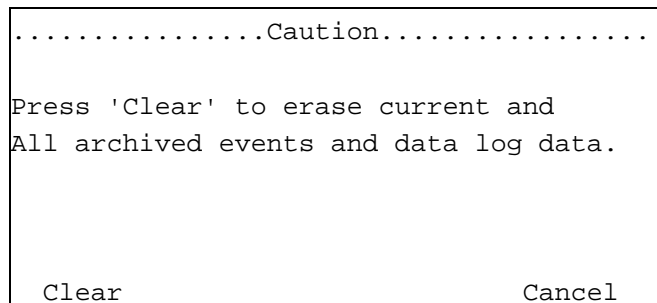 ................Caution.................
Press 'Clear' to erase current and
All archived events and data log data.
Clear Cancel